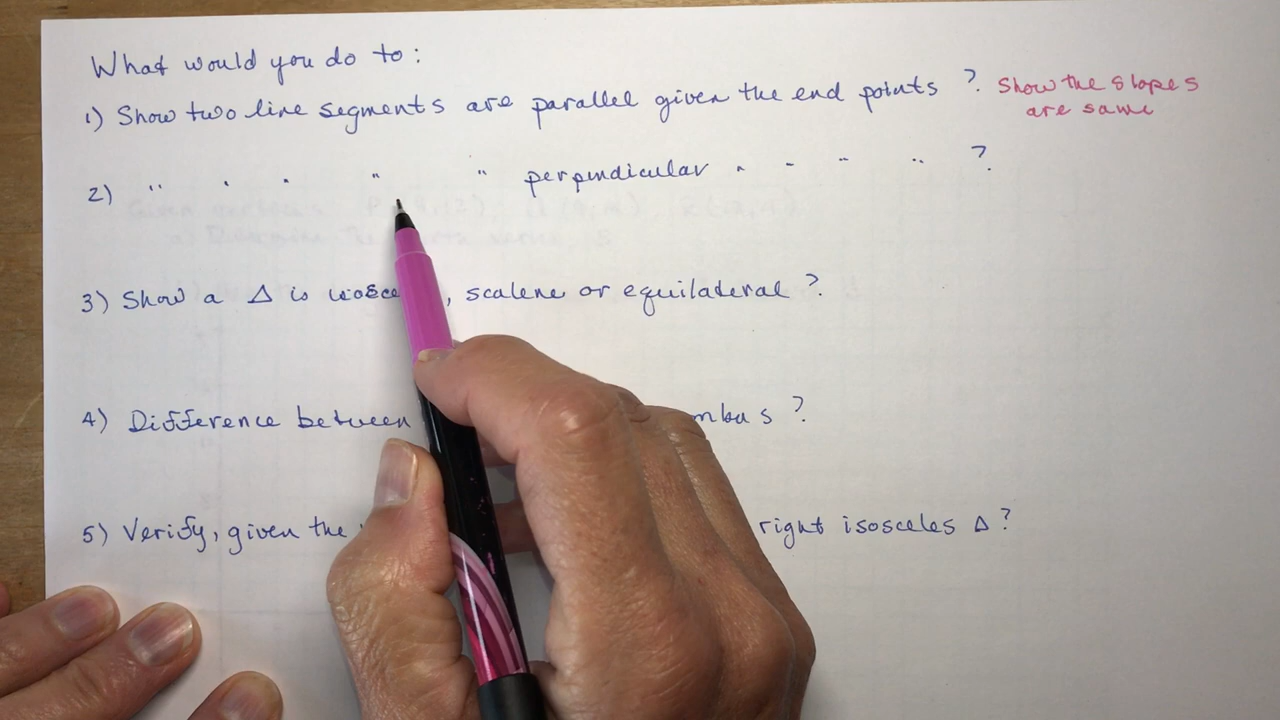 What would you do to:
1) Show two line segments are parallel given the end points ? Show the slopes are same
2) " " " " " perpendicular " " " " ?
3) Show a Δ is , scalene or equilateral ?
4) Difference between ?
5) Verify, given the right isosceles Δ ?